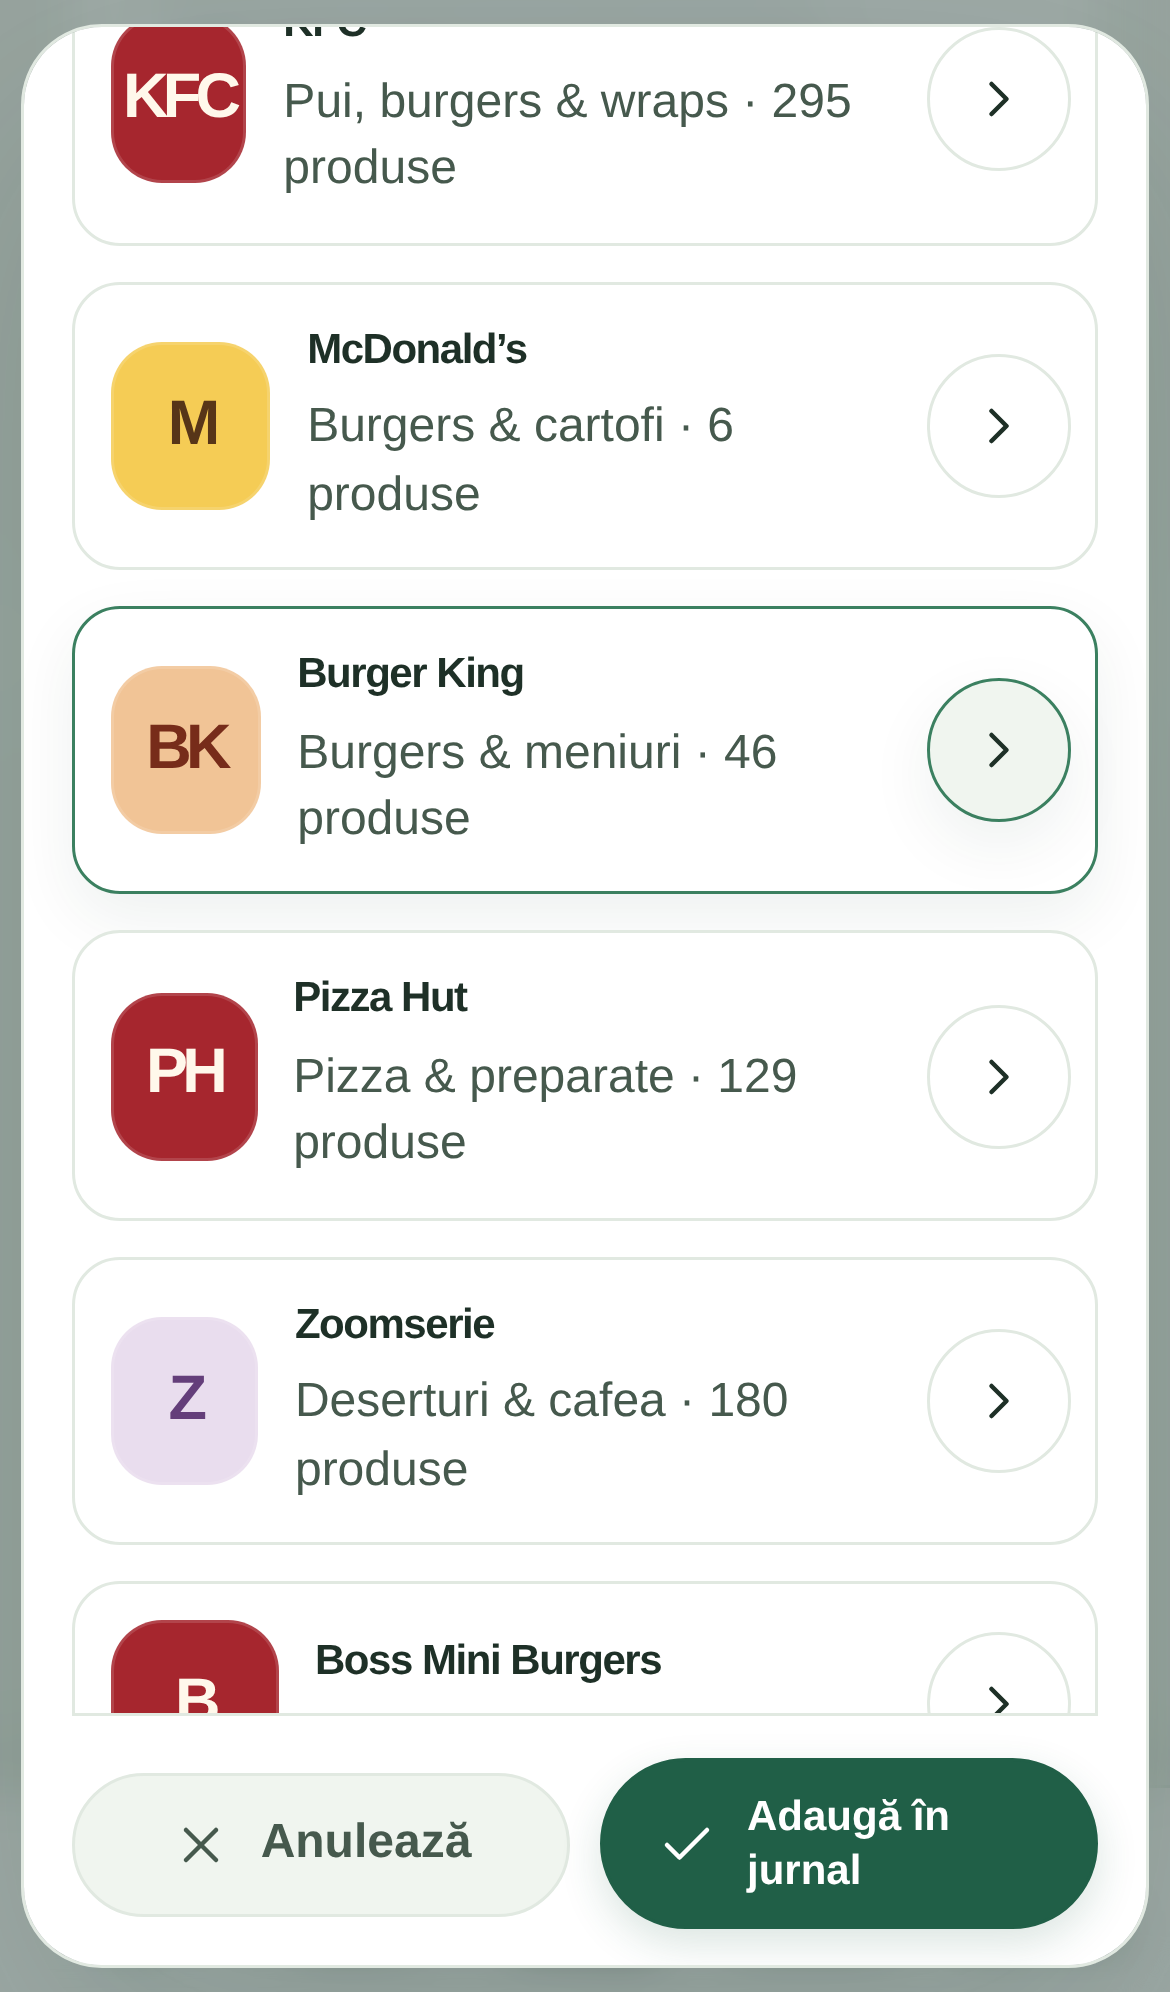 KFC
KFC
Pui, burgers & wraps · 295
produse
McDonald’s
M
Burgers & cartofi · 6
produse
Burger King
BK
Burgers & meniuri · 46
produse
Pizza Hut
PH
Pizza & preparate · 129
produse
Zoomserie
Z
Deserturi & cafea · 180
produse
Boss Mini Burgers
B
Anulează
Adaugă în
jurnal